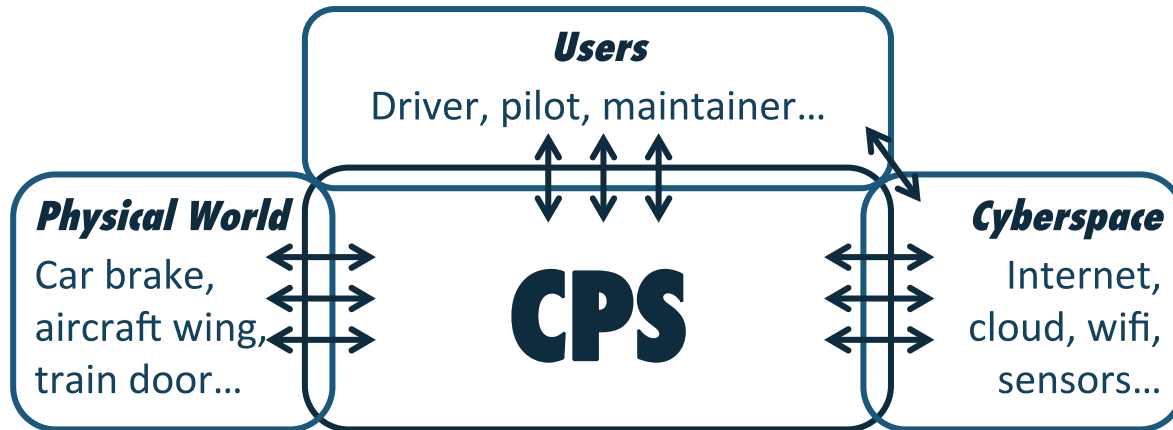 Users
Driver, pilot, maintainer…
Physical World
Car brake,
aircraft wing,
train door…
CPS
Cyberspace
Internet,
cloud, wifi,
sensors…